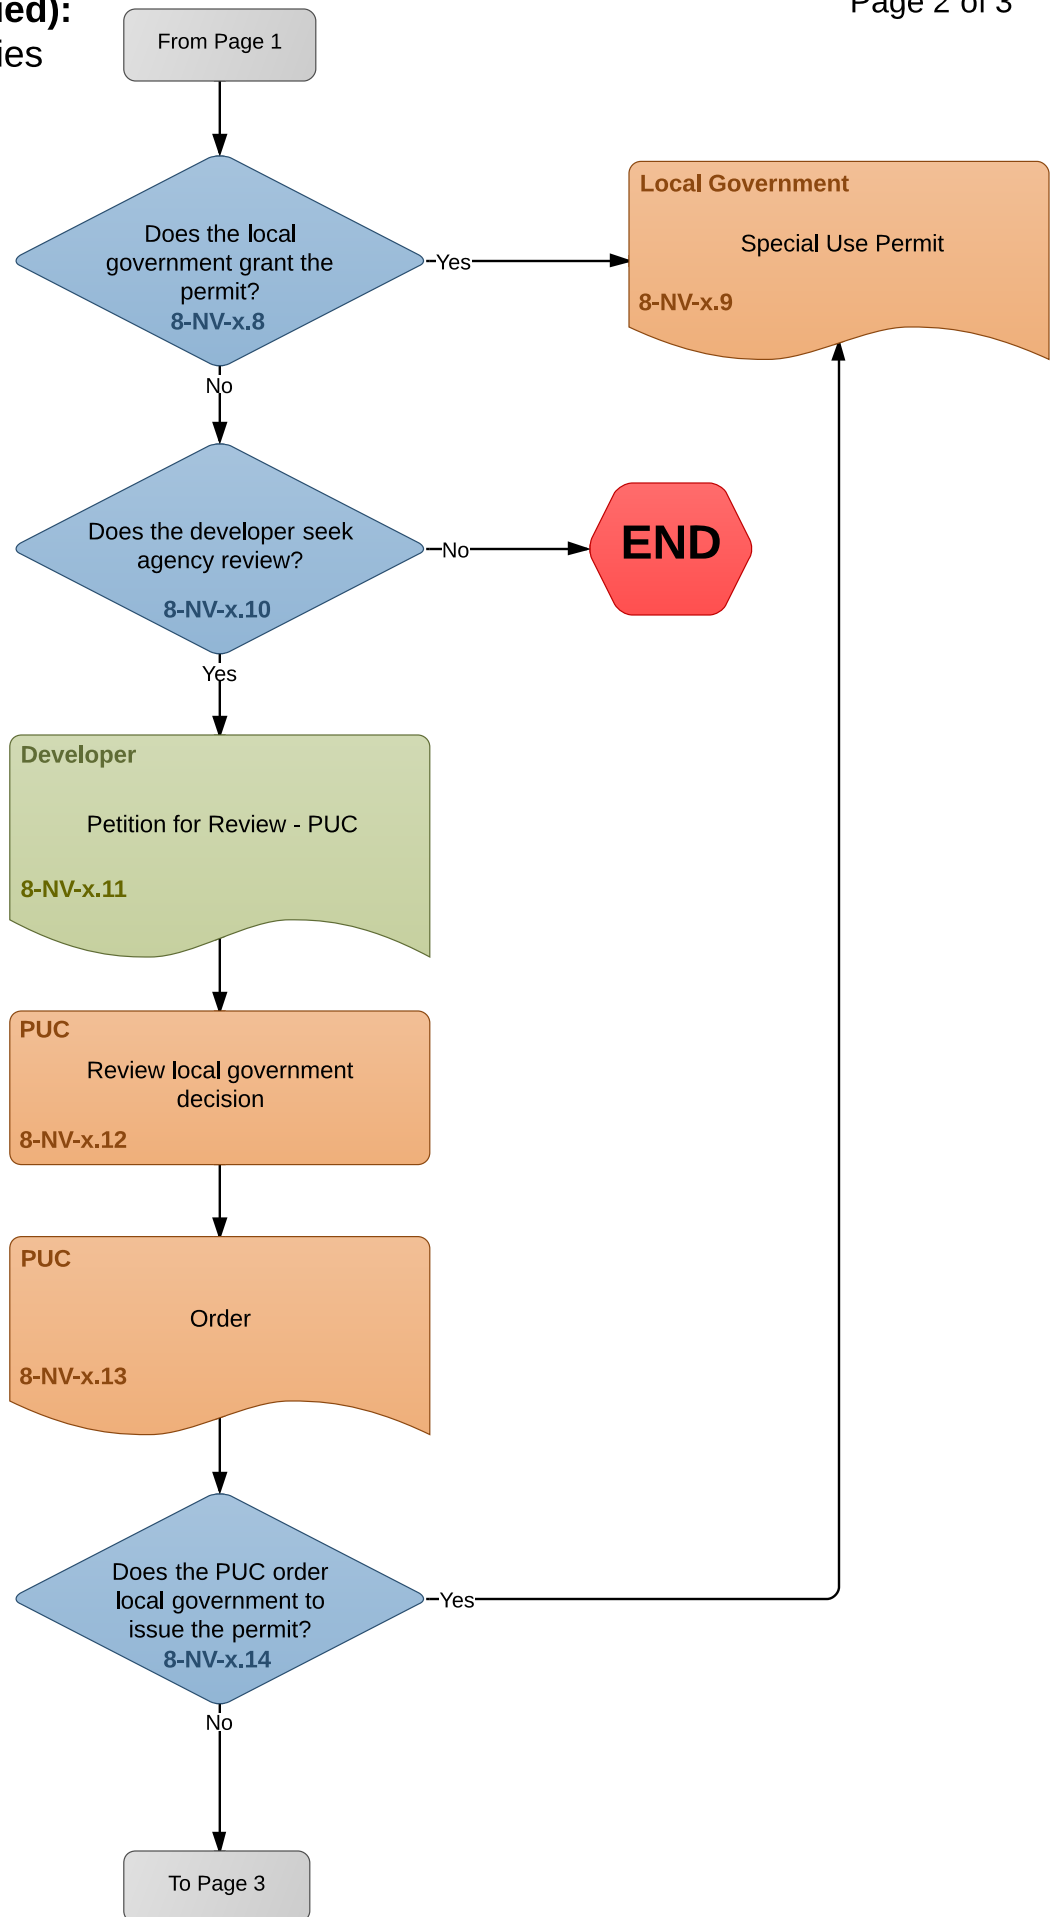 Page 2 of 3
From Page 1
Does the local
government grant the
permit?
8-NV-x.8
Yes
Local Government
Special Use Permit
8-NV-x.9
No
Does the developer seek
agency review?
8-NV-x.10
No
END
Yes
Developer
Petition for Review - PUC
8-NV-x.11
PUC
Review local government
decision
8-NV-x.12
PUC
Order
8-NV-x.13
Does the PUC order
local government to
issue the permit?
8-NV-x.14
Yes
No
To Page 3